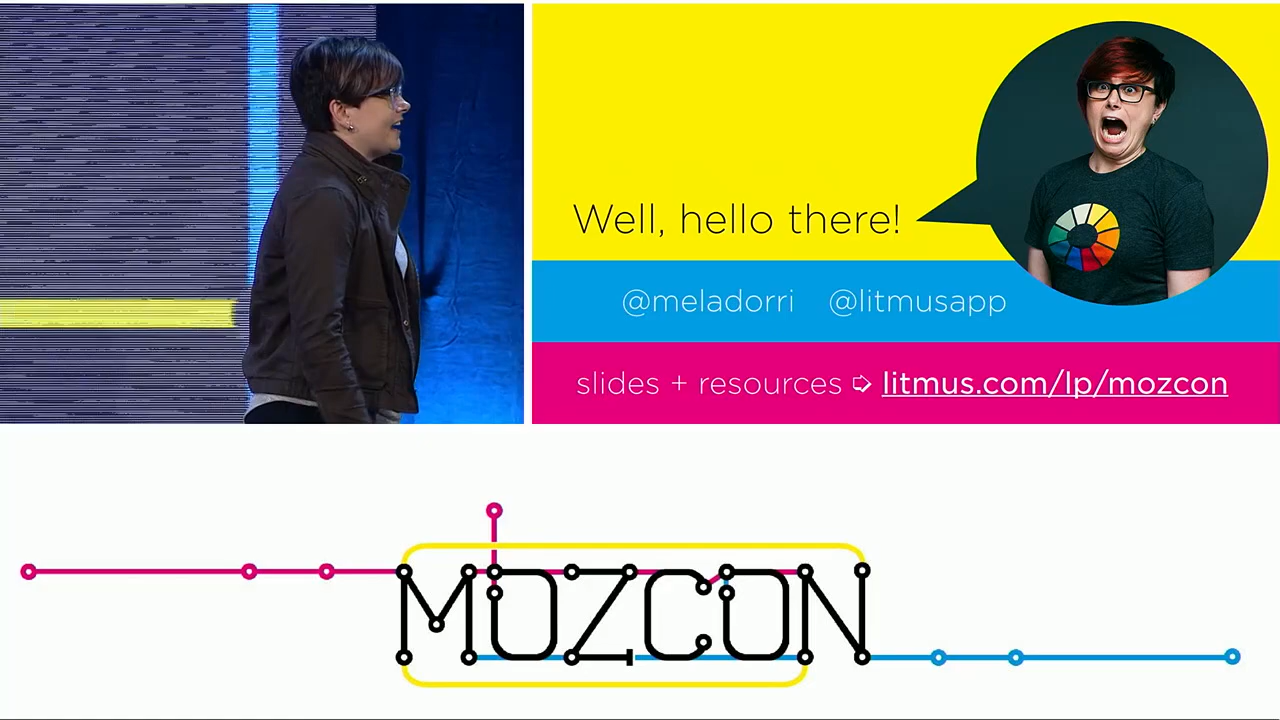 Well, hello there!
@meladorri @litmusapp
slides + resources ➩ litmus.com/lp/mozcon
MOZCON